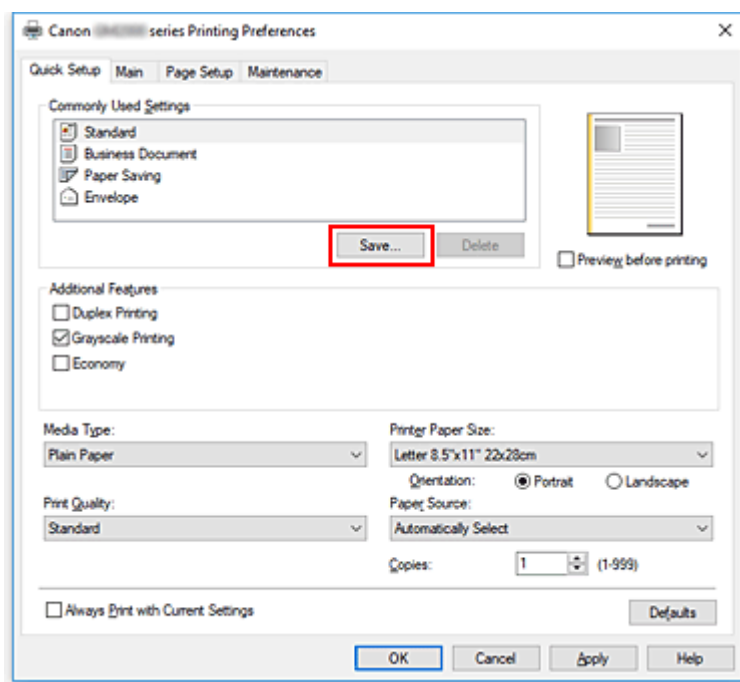 Canon series Printing Preferences
Quick Setup Main Page Setup Maintenance
Commonly Used Settings
Standard
Business Document
Paper Saving
Envelope
Save... Delete
Preview before printing
Additional Features
Duplex Printing
Grayscale Printing
Economy
Media Type: Printer Paper Size:
Plain Paper Letter 8.5"x11" 22x28cm
Orientation: Portrait Landscape
Print Quality: Paper Source:
Standard Automatically Select
Copies: 1 (1-999)
Always Print with Current Settings Defaults
OK Cancel Apply Help